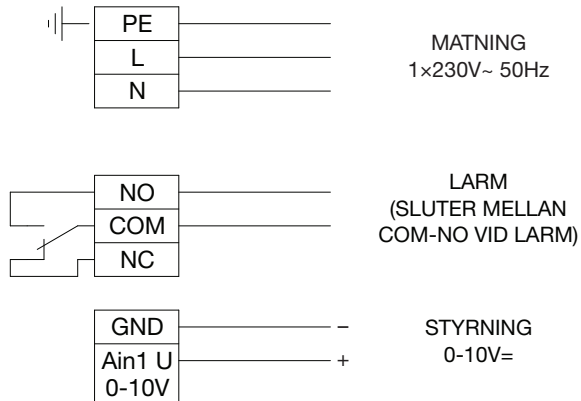 PE
L
N
MATNING
1×230V~ 50Hz
NO
COM
NC
LARM
(SLUTER MELLAN
COM-NO VID LARM)
GND
Ain1 U
0-10V
–
+
STYRNING
0-10V=